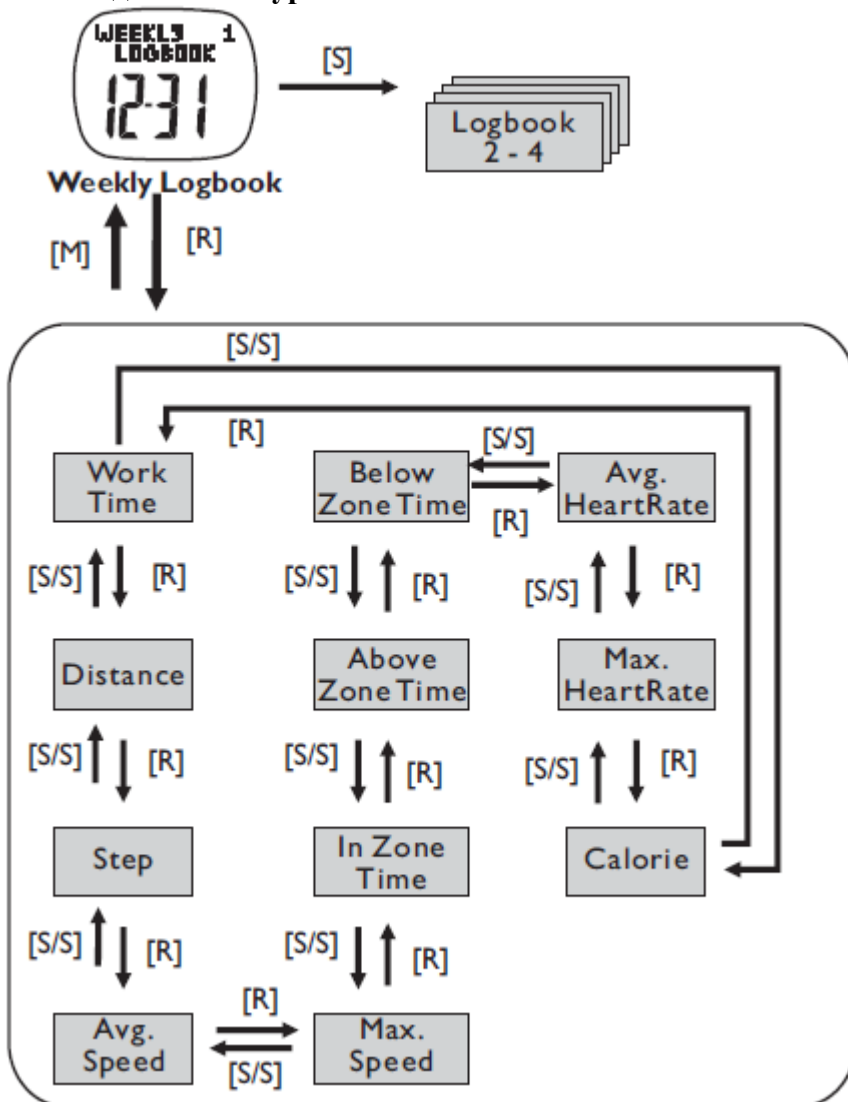 WEEKLY 1
LOGBOOK
12-31
Weekly Logbook
[S]
Logbook
2 - 4
[M]
[R]
[S/S]
[R]
Work
Time
Below
Zone Time
[S/S]
[R]
Avg.
HeartRate
[S/S]
[R]
[S/S]
[R]
[S/S]
[R]
Distance
Above
Zone Time
Max.
HeartRate
[S/S]
[R]
[S/S]
[R]
[S/S]
[R]
Step
In Zone
Time
Calorie
[S/S]
[R]
[S/S]
[R]
Avg.
Speed
[R]
[S/S]
Max.
Speed